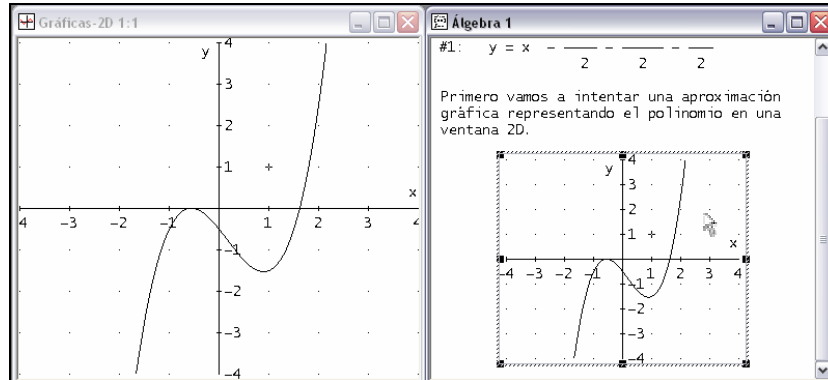 Gráficas-2D 1:1
y
4
3
2
1
x
-4 -3 -2 -1 1 2 3 4
-1
-2
-3
-4
Álgebra 1
#1: y = x - ── - ── - ──
2 2 2
Primero vamos a intentar una aproximación
gráfica representando el polinomio en una
ventana 2D.
y
4
3
2
1
x
-4 -3 -2 -1 1 2 3 4
-1
-2
-3
-4